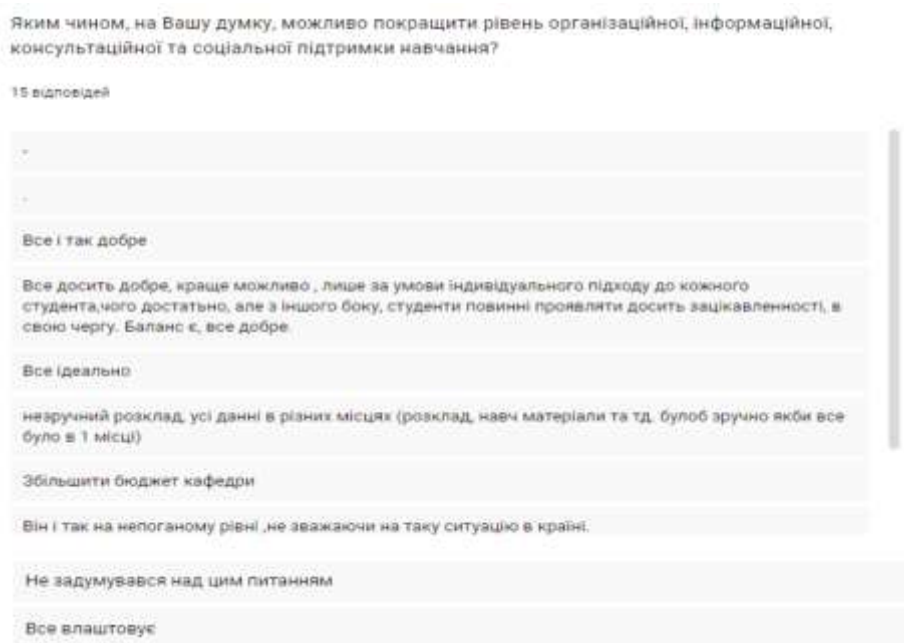 Яким чином, на Вашу думку, можливо покращити рівень організаційної, інформаційної,
консультаційної та соціальної підтримки навчання?
15 відповідей
-
.
Все і так добре
Все досить добре, краще можливо , лише за умови індивідуального підходу до кожного
студента,чого достатньо, але з іншого боку, студенти повинні проявляти досить зацікавленності, в
свою чергу. Баланс є, все добре.
Все ідеально
незручний розклад, усі данні в різних місцях (розклад, навч матеріали та тд. булоб зручно якби все
було в 1 місці)
Збільшити бюджет кафедри
Він і так на непоганому рівні ,не зважаючи на таку ситуацію в країні.
Не задумувався над цим питанням
Все влаштовує